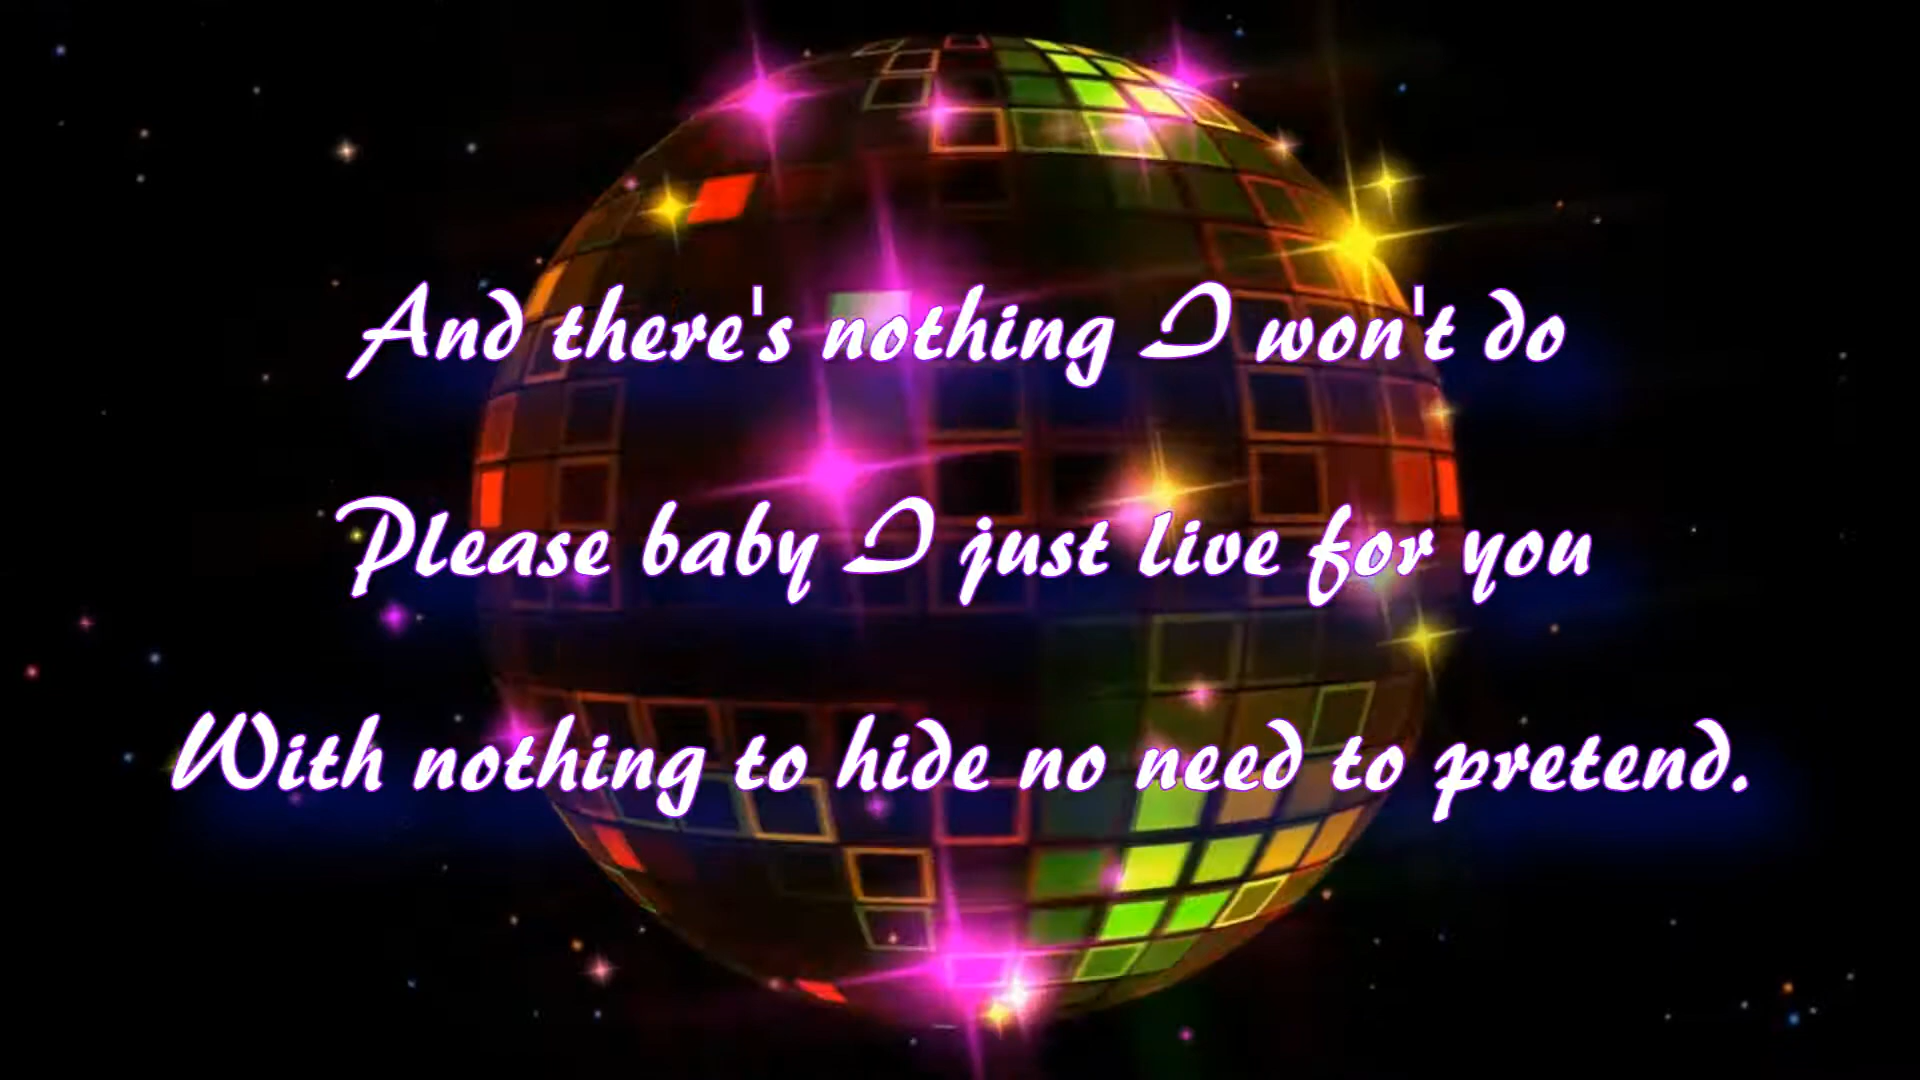 And there's nothing I won't do
Please baby I just live for you
With nothing to hide no need to pretend.